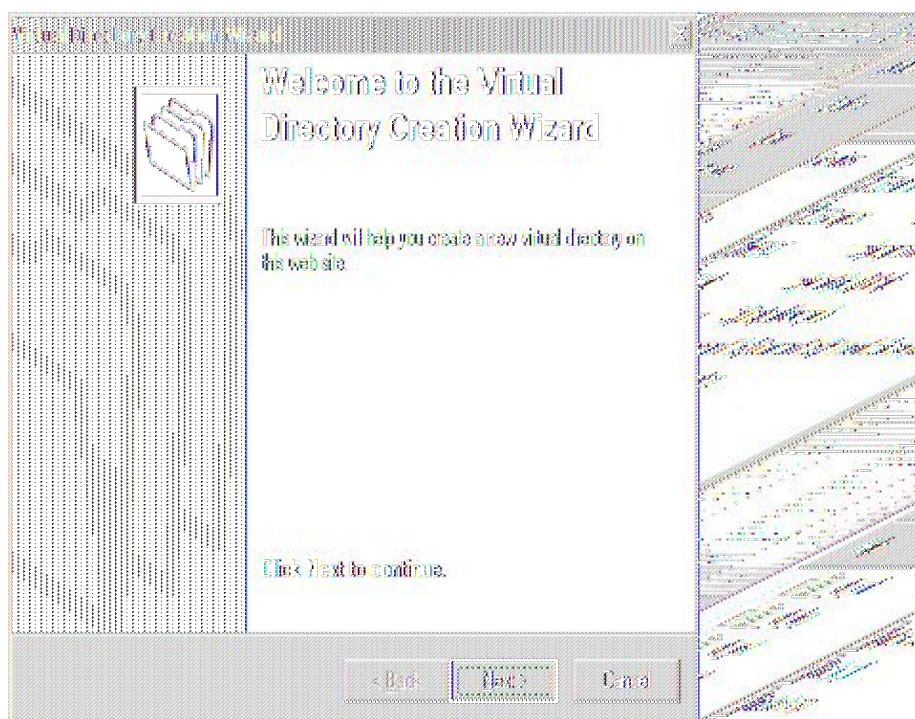 Virtual Directory Creation Wizard
Welcome to the Virtual
Directory Creation Wizard
This wizard will help you create a new virtual directory on
this web site.
Click Next to continue.
< Back
Next >
Cancel